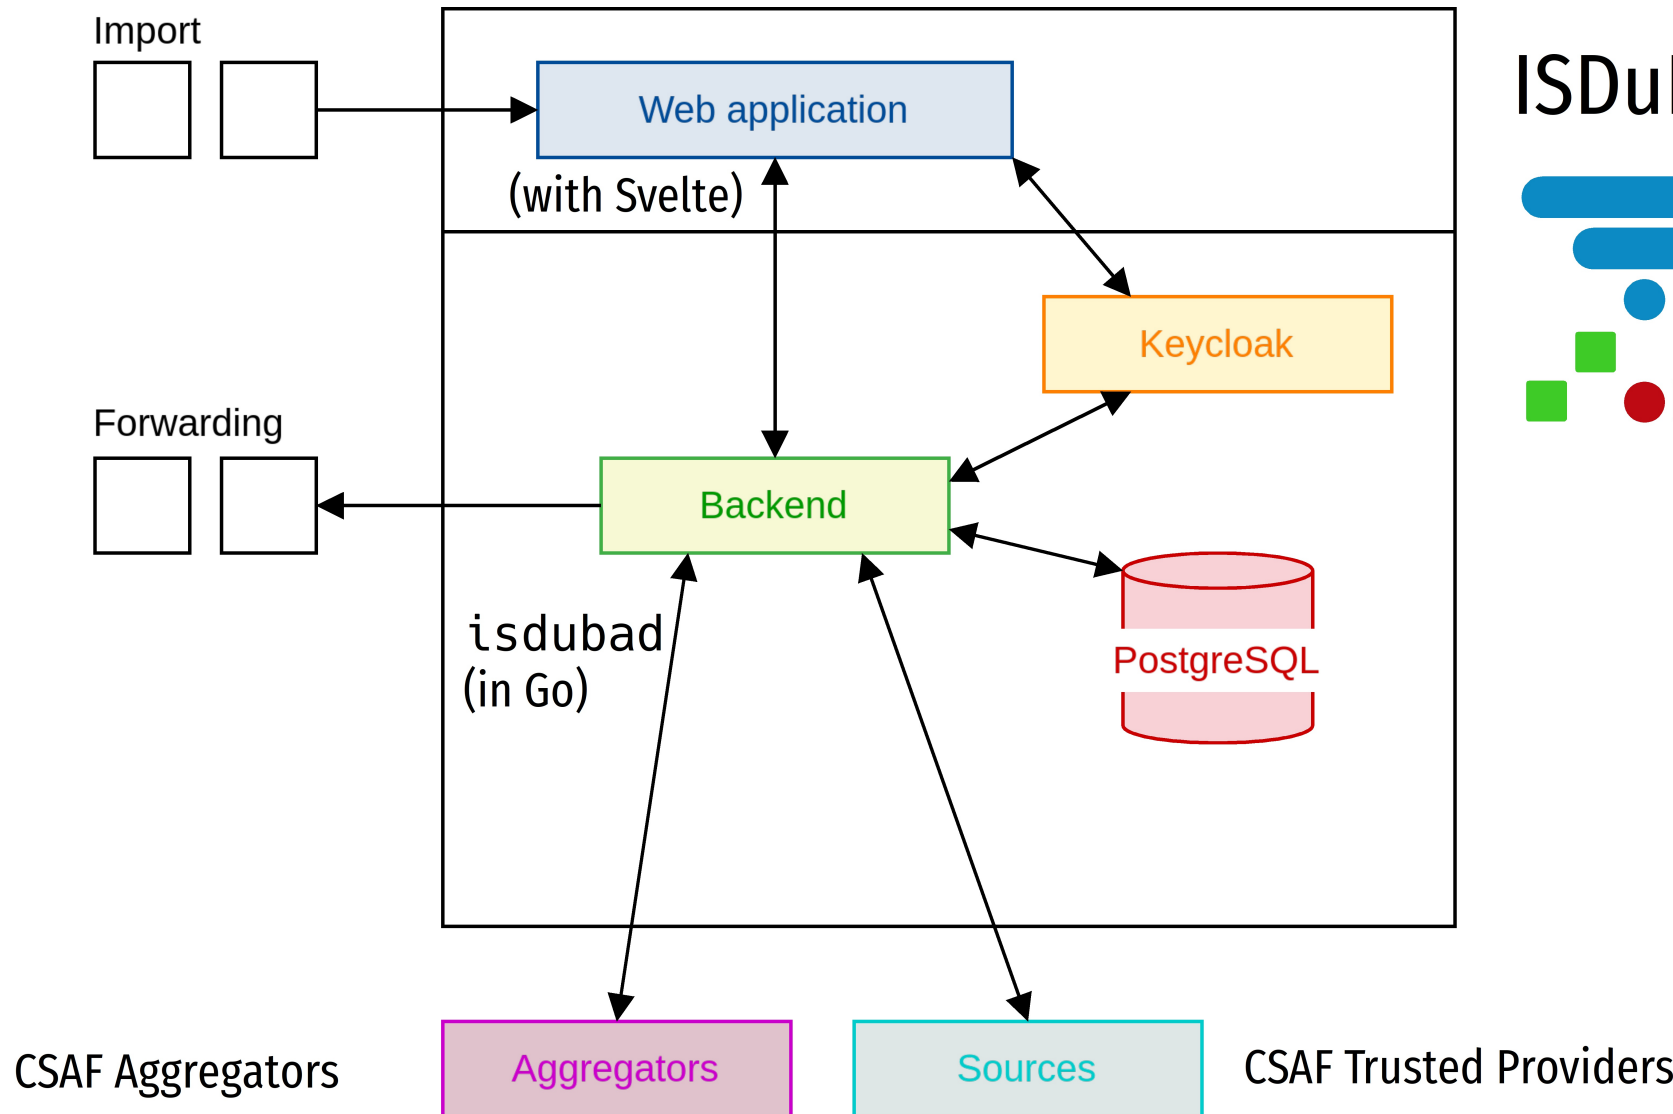 Import
Web application
(with Svelte)
Keycloak
Forwarding
Backend
isdubad
(in Go)
PostgreSQL
CSAF Aggregators
Aggregators
Sources
CSAF Trusted Providers